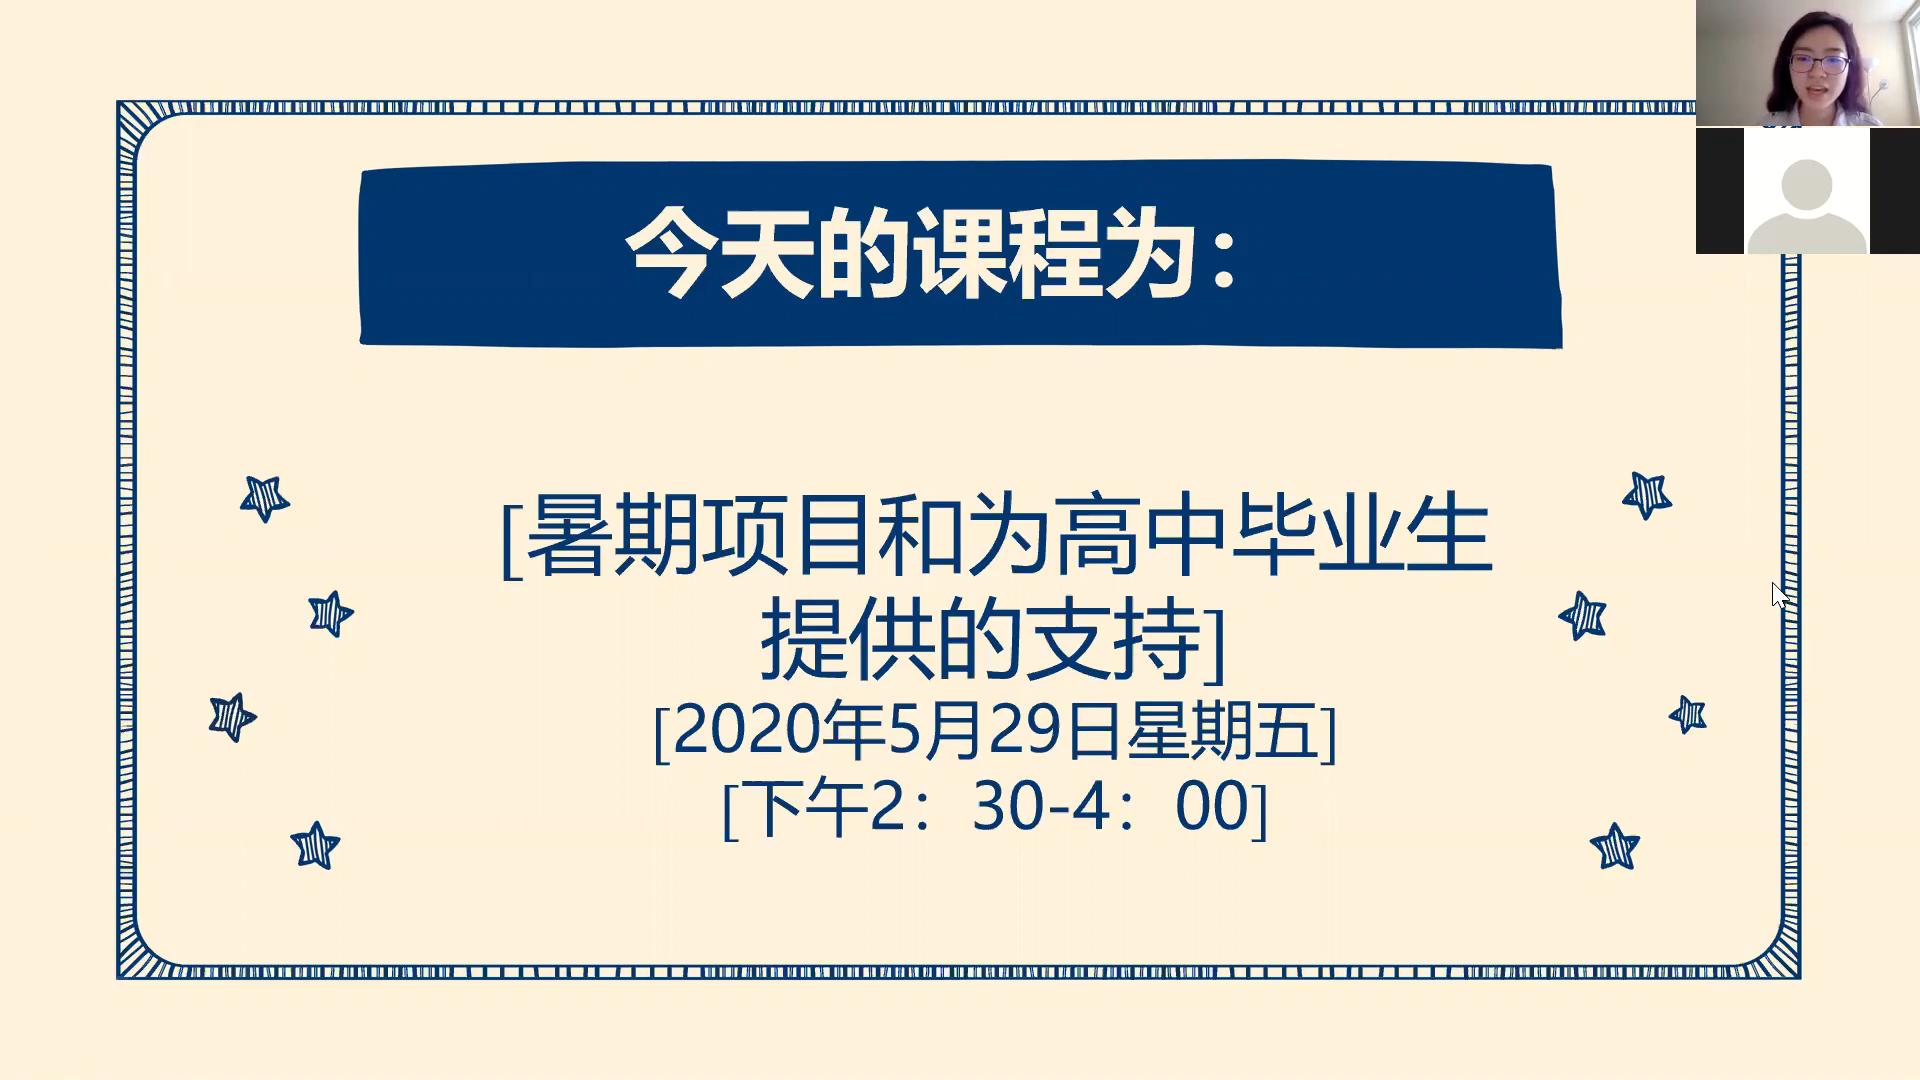 今天的课程为：
[暑期项目和为高中毕业生
提供的支持]
[2020年5月29日星期五]
[下午2：30-4：00]